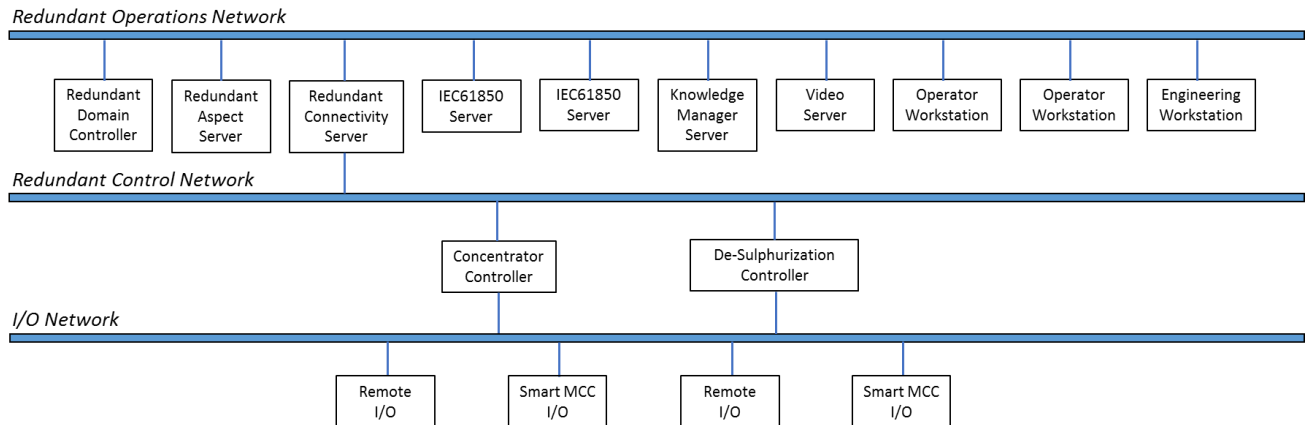 Redundant Operations Network
Redundant
Domain
Controller
Redundant
Aspect
Server
Redundant
Connectivity
Server
IEC61850
Server
IEC61850
Server
Knowledge
Manager
Server
Video
Server
Operator
Workstation
Operator
Workstation
Engineering
Workstation
Redundant Control Network
Concentrator
Controller
De-Sulphurization
Controller
I/O Network
Remote
I/O
Smart MCC
I/O
Remote
I/O
Smart MCC
I/O